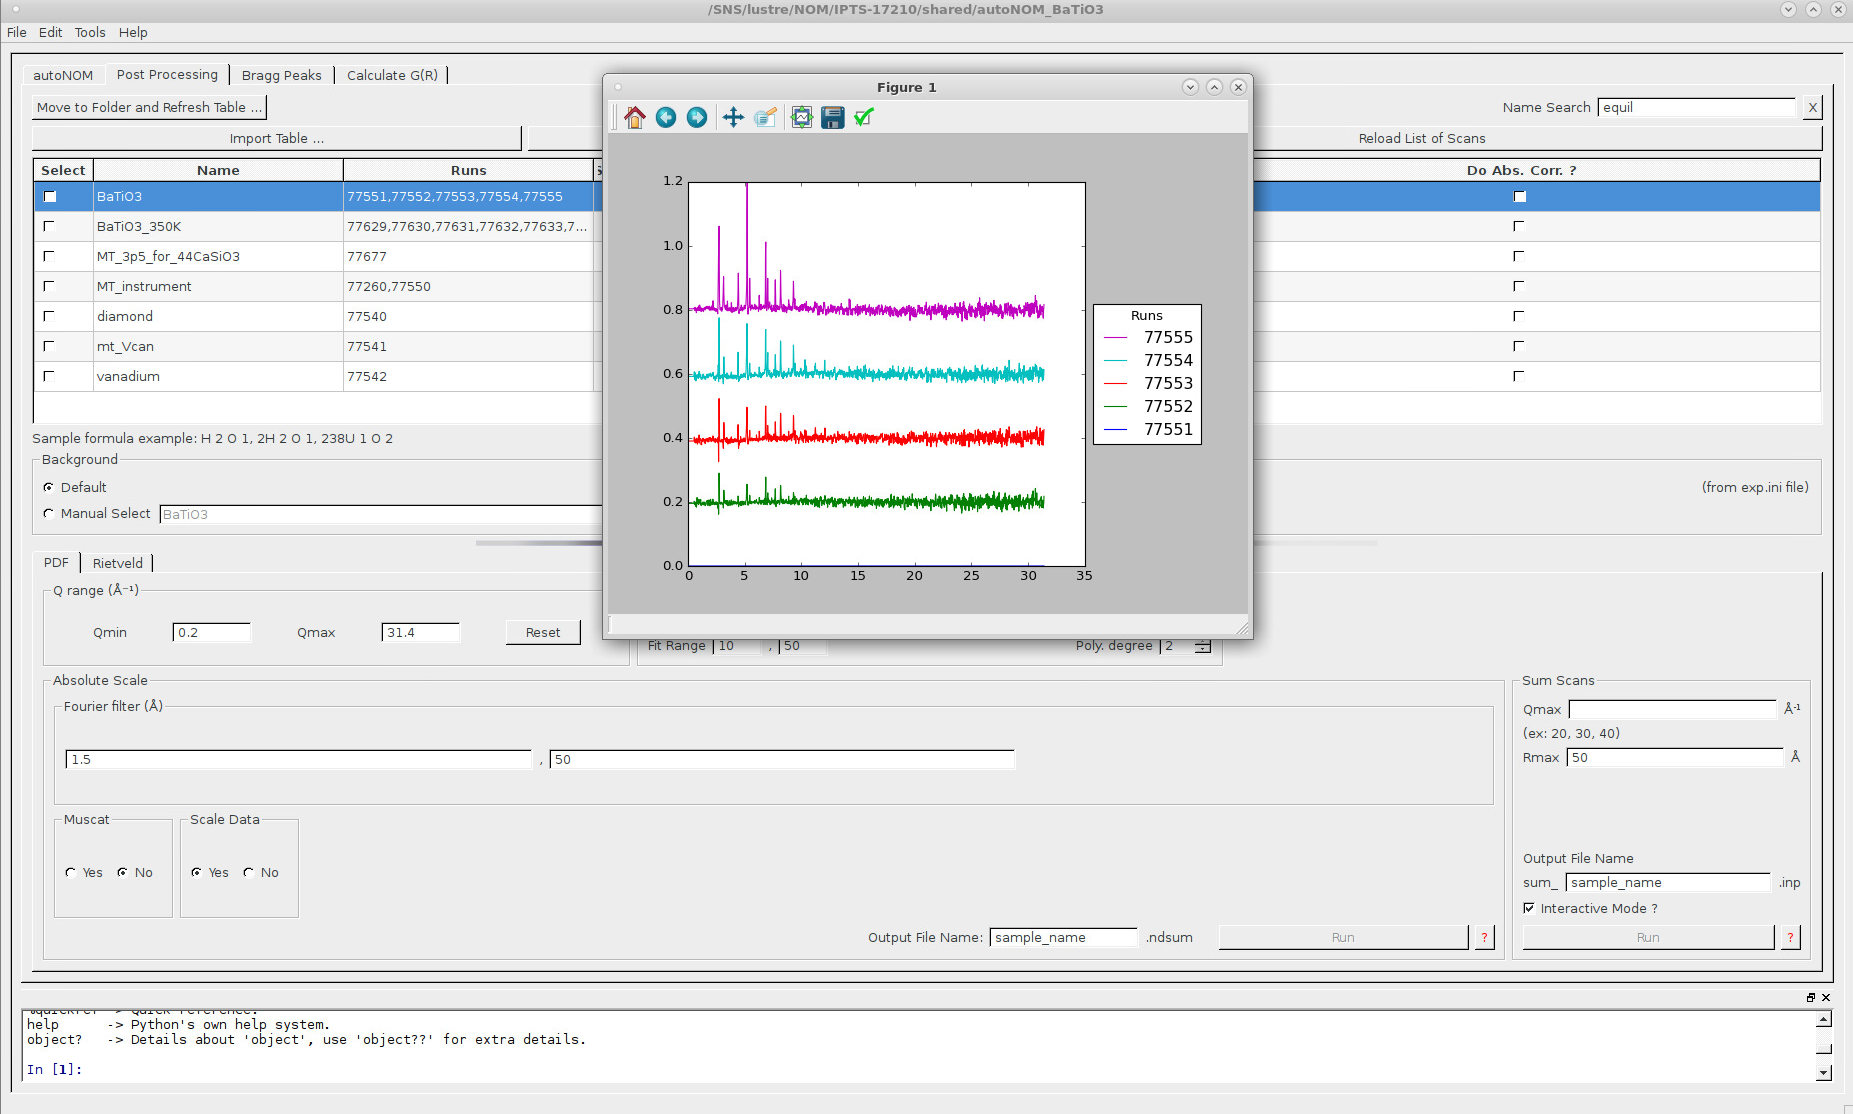 /SNS/lustre/NOM/IPTS-17210/shared/autoNOM_BaTiO3
File Edit Tools Help
autoNOM Post Processing Bragg Peaks Calculate G(R)
Move to Folder and Refresh Table ...
Name Search equil X
Import Table ...
Reload List of Scans
Select Name Runs Do Abs. Corr. ?
BaTiO3 77551,77552,77553,77554,77555
BaTiO3_350K 77629,77630,77631,77632,77633,7...
MT_3p5_for_44CaSiO3 77677
MT_instrument 77260,77550
diamond 77540
mt_Vcan 77541
vanadium 77542
Sample formula example: H 2 O 1, 2H 2 O 1, 238U 1 O 2
Background
Default
(from exp.ini file)
Manual Select BaTiO3
Figure 1
1.2
1.0
0.8
0.6
0.4
0.2
0.0
0 5 10 15 20 25 30 35
Runs
77555
77554
77553
77552
77551
PDF Rietveld
Q range (Å⁻¹)
Qmin 0.2 Qmax 31.4 Reset
Fit Range 10 , 50 Poly. degree 2
Absolute Scale
Fourier filter (Å)
1.5 , 50
Muscat
Yes No
Scale Data
Yes No
Output File Name: sample_name .ndsum Run ?
Sum Scans
Qmax Å⁻¹
(ex: 20, 30, 40)
Rmax 50 Å
Output File Name
sum_ sample_name .inp
Interactive Mode ?
Run ?
help -> Python's own help system.
object? -> Details about 'object', use 'object??' for extra details.
In [1]: